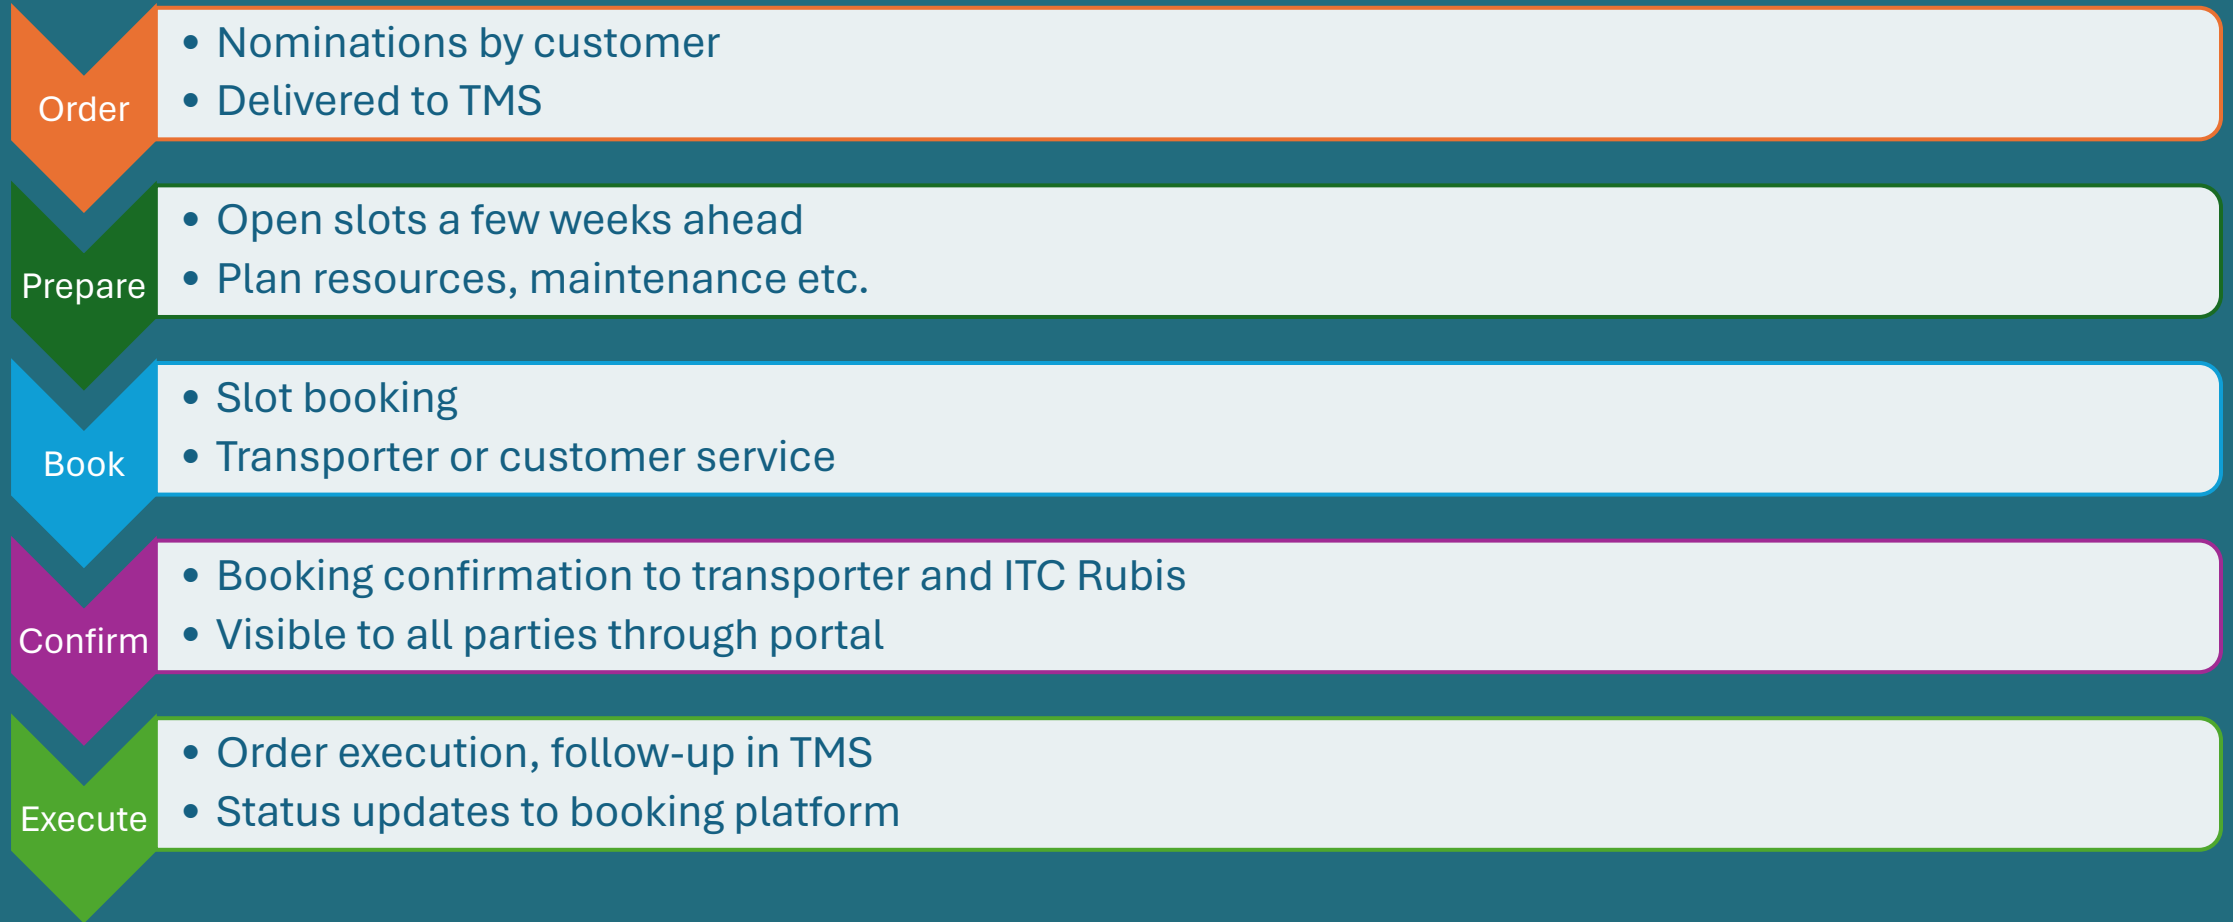 Order
• Nominations by customer
• Delivered to TMS
Prepare
• Open slots a few weeks ahead
• Plan resources, maintenance etc.
Book
• Slot booking
• Transporter or customer service
Confirm
• Booking confirmation to transporter and ITC Rubis
• Visible to all parties through portal
Execute
• Order execution, follow-up in TMS
• Status updates to booking platform